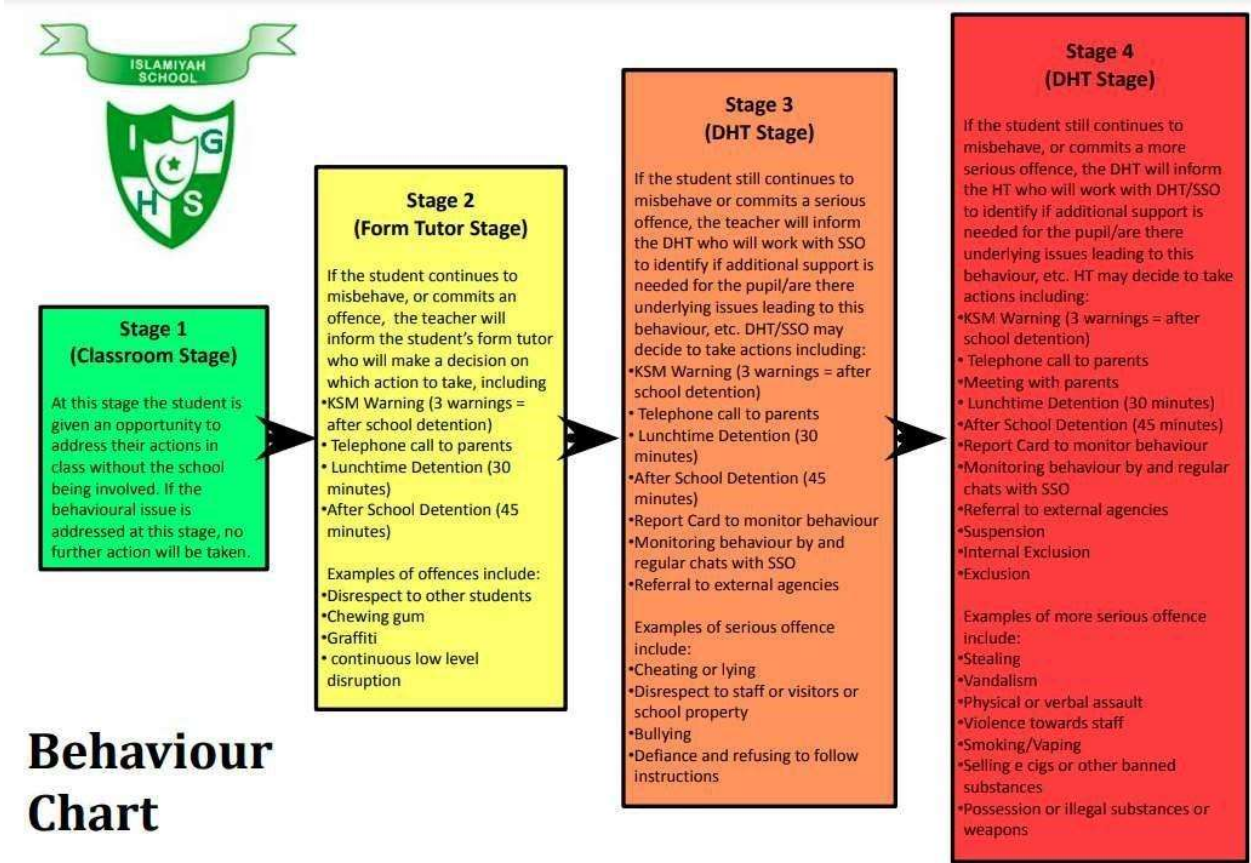 ISLAMIYAH
SCHOOL
I G
H S
Stage 1
(Classroom Stage)
At this stage the student is
given an opportunity to
address their actions in
class without the school
being involved. If the
behavioural issue is
addressed at this stage, no
further action will be taken.
Stage 2
(Form Tutor Stage)
If the student continues to
misbehave, or commits an
offence, the teacher will
inform the student's form tutor
who will make a decision on
which action to take, including
•KSM Warning (3 warnings =
after school detention)
• Telephone call to parents
• Lunchtime Detention (30
minutes)
•After School Detention (45
minutes)
Examples of offences include:
•Disrespect to other students
•Chewing gum
•Graffiti
• continuous low level
disruption
Stage 3
(DHT Stage)
If the student still continues to
misbehave or commits a serious
offence, the teacher will inform
the DHT who will work with SSO
to identify if additional support is
needed for the pupil/are there
underlying issues leading to this
behaviour, etc. DHT/SSO may
decide to take actions including:
•KSM Warning (3 warnings = after
school detention)
• Telephone call to parents
• Lunchtime Detention (30
minutes)
•After School Detention (45
minutes)
•Report Card to monitor behaviour
•Monitoring behaviour by and
regular chats with SSO
•Referral to external agencies
Examples of serious offence
include:
•Cheating or lying
•Disrespect to staff or visitors or
school property
•Bullying
•Defiance and refusing to follow
instructions
Stage 4
(DHT Stage)
If the student still continues to
misbehave, or commits a more
serious offence, the DHT will inform
the HT who will work with DHT/SSO
to identify if additional support is
needed for the pupil/are there
underlying issues leading to this
behaviour, etc. HT may decide to take
actions including:
•KSM Warning (3 warnings = after
school detention)
• Telephone call to parents
•Meeting with parents
• Lunchtime Detention (30 minutes)
•After School Detention (45 minutes)
•Report Card to monitor behaviour
•Monitoring behaviour by and regular
chats with SSO
•Referral to external agencies
•Suspension
•Internal Exclusion
•Exclusion
Examples of more serious offence
include:
•Stealing
•Vandalism
•Physical or verbal assault
•Violence towards staff
•Smoking/Vaping
•Selling e cigs or other banned
substances
•Possession or illegal substances or
weapons
Behaviour
Chart